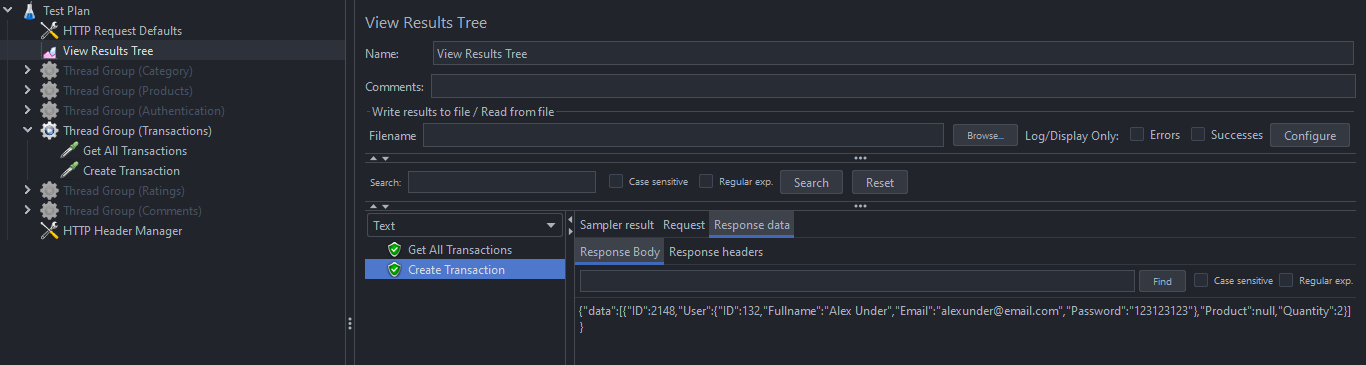 Test Plan
HTTP Request Defaults
View Results Tree
Thread Group (Category)
Thread Group (Products)
Thread Group (Authentication)
Thread Group (Transactions)
Get All Transactions
Create Transaction
Thread Group (Ratings)
Thread Group (Comments)
HTTP Header Manager
View Results Tree
Name: View Results Tree
Comments:
Write results to file / Read from file
Filename Browse... Log/Display Only: Errors Successes Configure
Search: Case sensitive Regular exp. Search Reset
Text
Get All Transactions
Create Transaction
Sampler result Request Response data
Response Body Response headers
Find Case sensitive Regular exp.
{"data":[{"ID":2148,"User":{"ID":132,"Fullname":"Alex Under","Email":"alexunder@email.com","Password":"123123123"},"Product":null,"Quantity":2}]
}